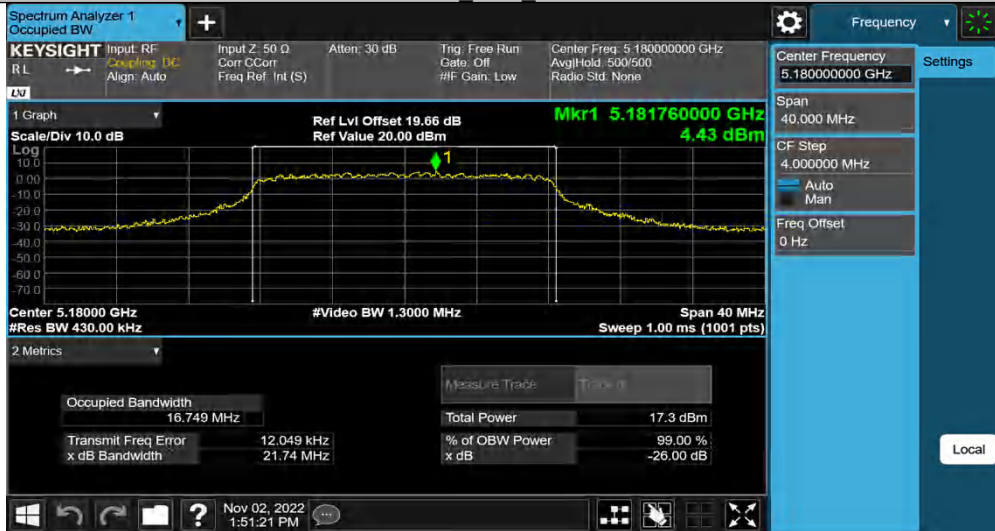 Spectrum Analyzer 1
Occupied BW
Frequency
KEYSIGHT
RL
LXI
Input: RF
Coupling: DC
Align: Auto
Input Z: 50 Ω
Corr CCorr
Freq Ref: Int (S)
Atten: 30 dB
Trig: Free Run
Gate: Off
#IF Gain: Low
Center Freq: 5.180000000 GHz
Avg|Hold: 500/500
Radio Std: None
Center Frequency
5.180000000 GHz
Settings
Span
40.000 MHz
CF Step
4.000000 MHz
Auto
Man
Freq Offset
0 Hz
1 Graph
Scale/Div 10.0 dB
Ref Lvl Offset 19.66 dB
Ref Value 20.00 dBm
Mkr1 5.181760000 GHz
4.43 dBm
Log
10.0
0.00
-10.0
-20.0
-30.0
-40.0
-50.0
-60.0
-70.0
1
Center 5.18000 GHz
#Res BW 430.00 kHz
#Video BW 1.3000 MHz
Span 40 MHz
Sweep 1.00 ms (1001 pts)
2 Metrics
Measure Trace
Occupied Bandwidth
16.749 MHz
Total Power 17.3 dBm
Transmit Freq Error 12.049 kHz
% of OBW Power 99.00 %
x dB Bandwidth 21.74 MHz
x dB -26.00 dB
Local
?
Nov 02, 2022
1:51:21 PM